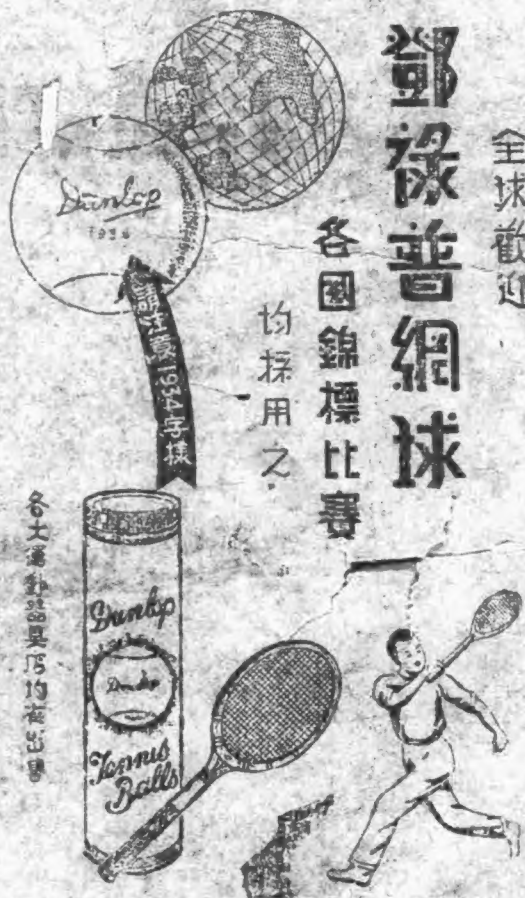 全球歡迎
鄧祿普網球
各國錦標比賽
均採用之
Dunlop
1934
請注意1934字樣
Dunlop
Dunlop
Tennis
Balls
各大運動器具店均有出售